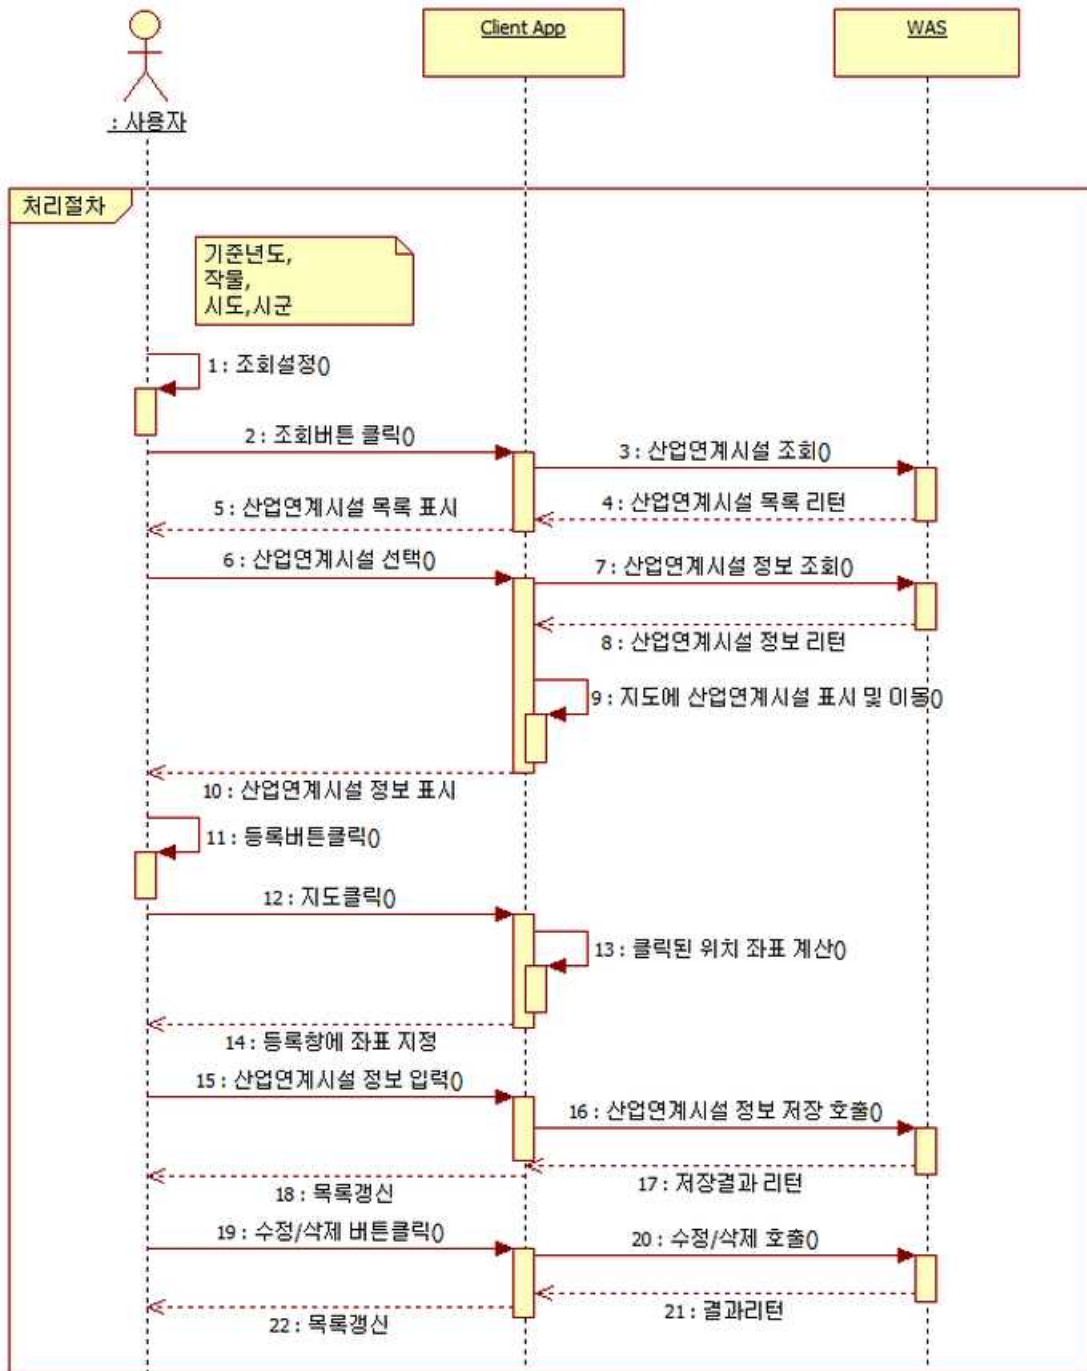 Client App
WAS
: 사용자
처리절차
기준년도,
작물,
시도,시군
1 : 조회설정()
2 : 조회버튼 클릭()
3 : 산업연계시설 조회()
4 : 산업연계시설 목록 리턴
5 : 산업연계시설 목록 표시
6 : 산업연계시설 선택()
7 : 산업연계시설 정보 조회()
8 : 산업연계시설 정보 리턴
9 : 지도에 산업연계시설 표시 및 이동()
10 : 산업연계시설 정보 표시
11 : 등록버튼클릭()
12 : 지도클릭()
13 : 클릭된 위치 좌표 계산()
14 : 등록창에 좌표 지정
15 : 산업연계시설 정보 입력()
16 : 산업연계시설 정보 저장 호출()
17 : 저장결과 리턴
18 : 목록갱신
19 : 수정/삭제 버튼클릭()
20 : 수정/삭제 호출()
21 : 결과리턴
22 : 목록갱신